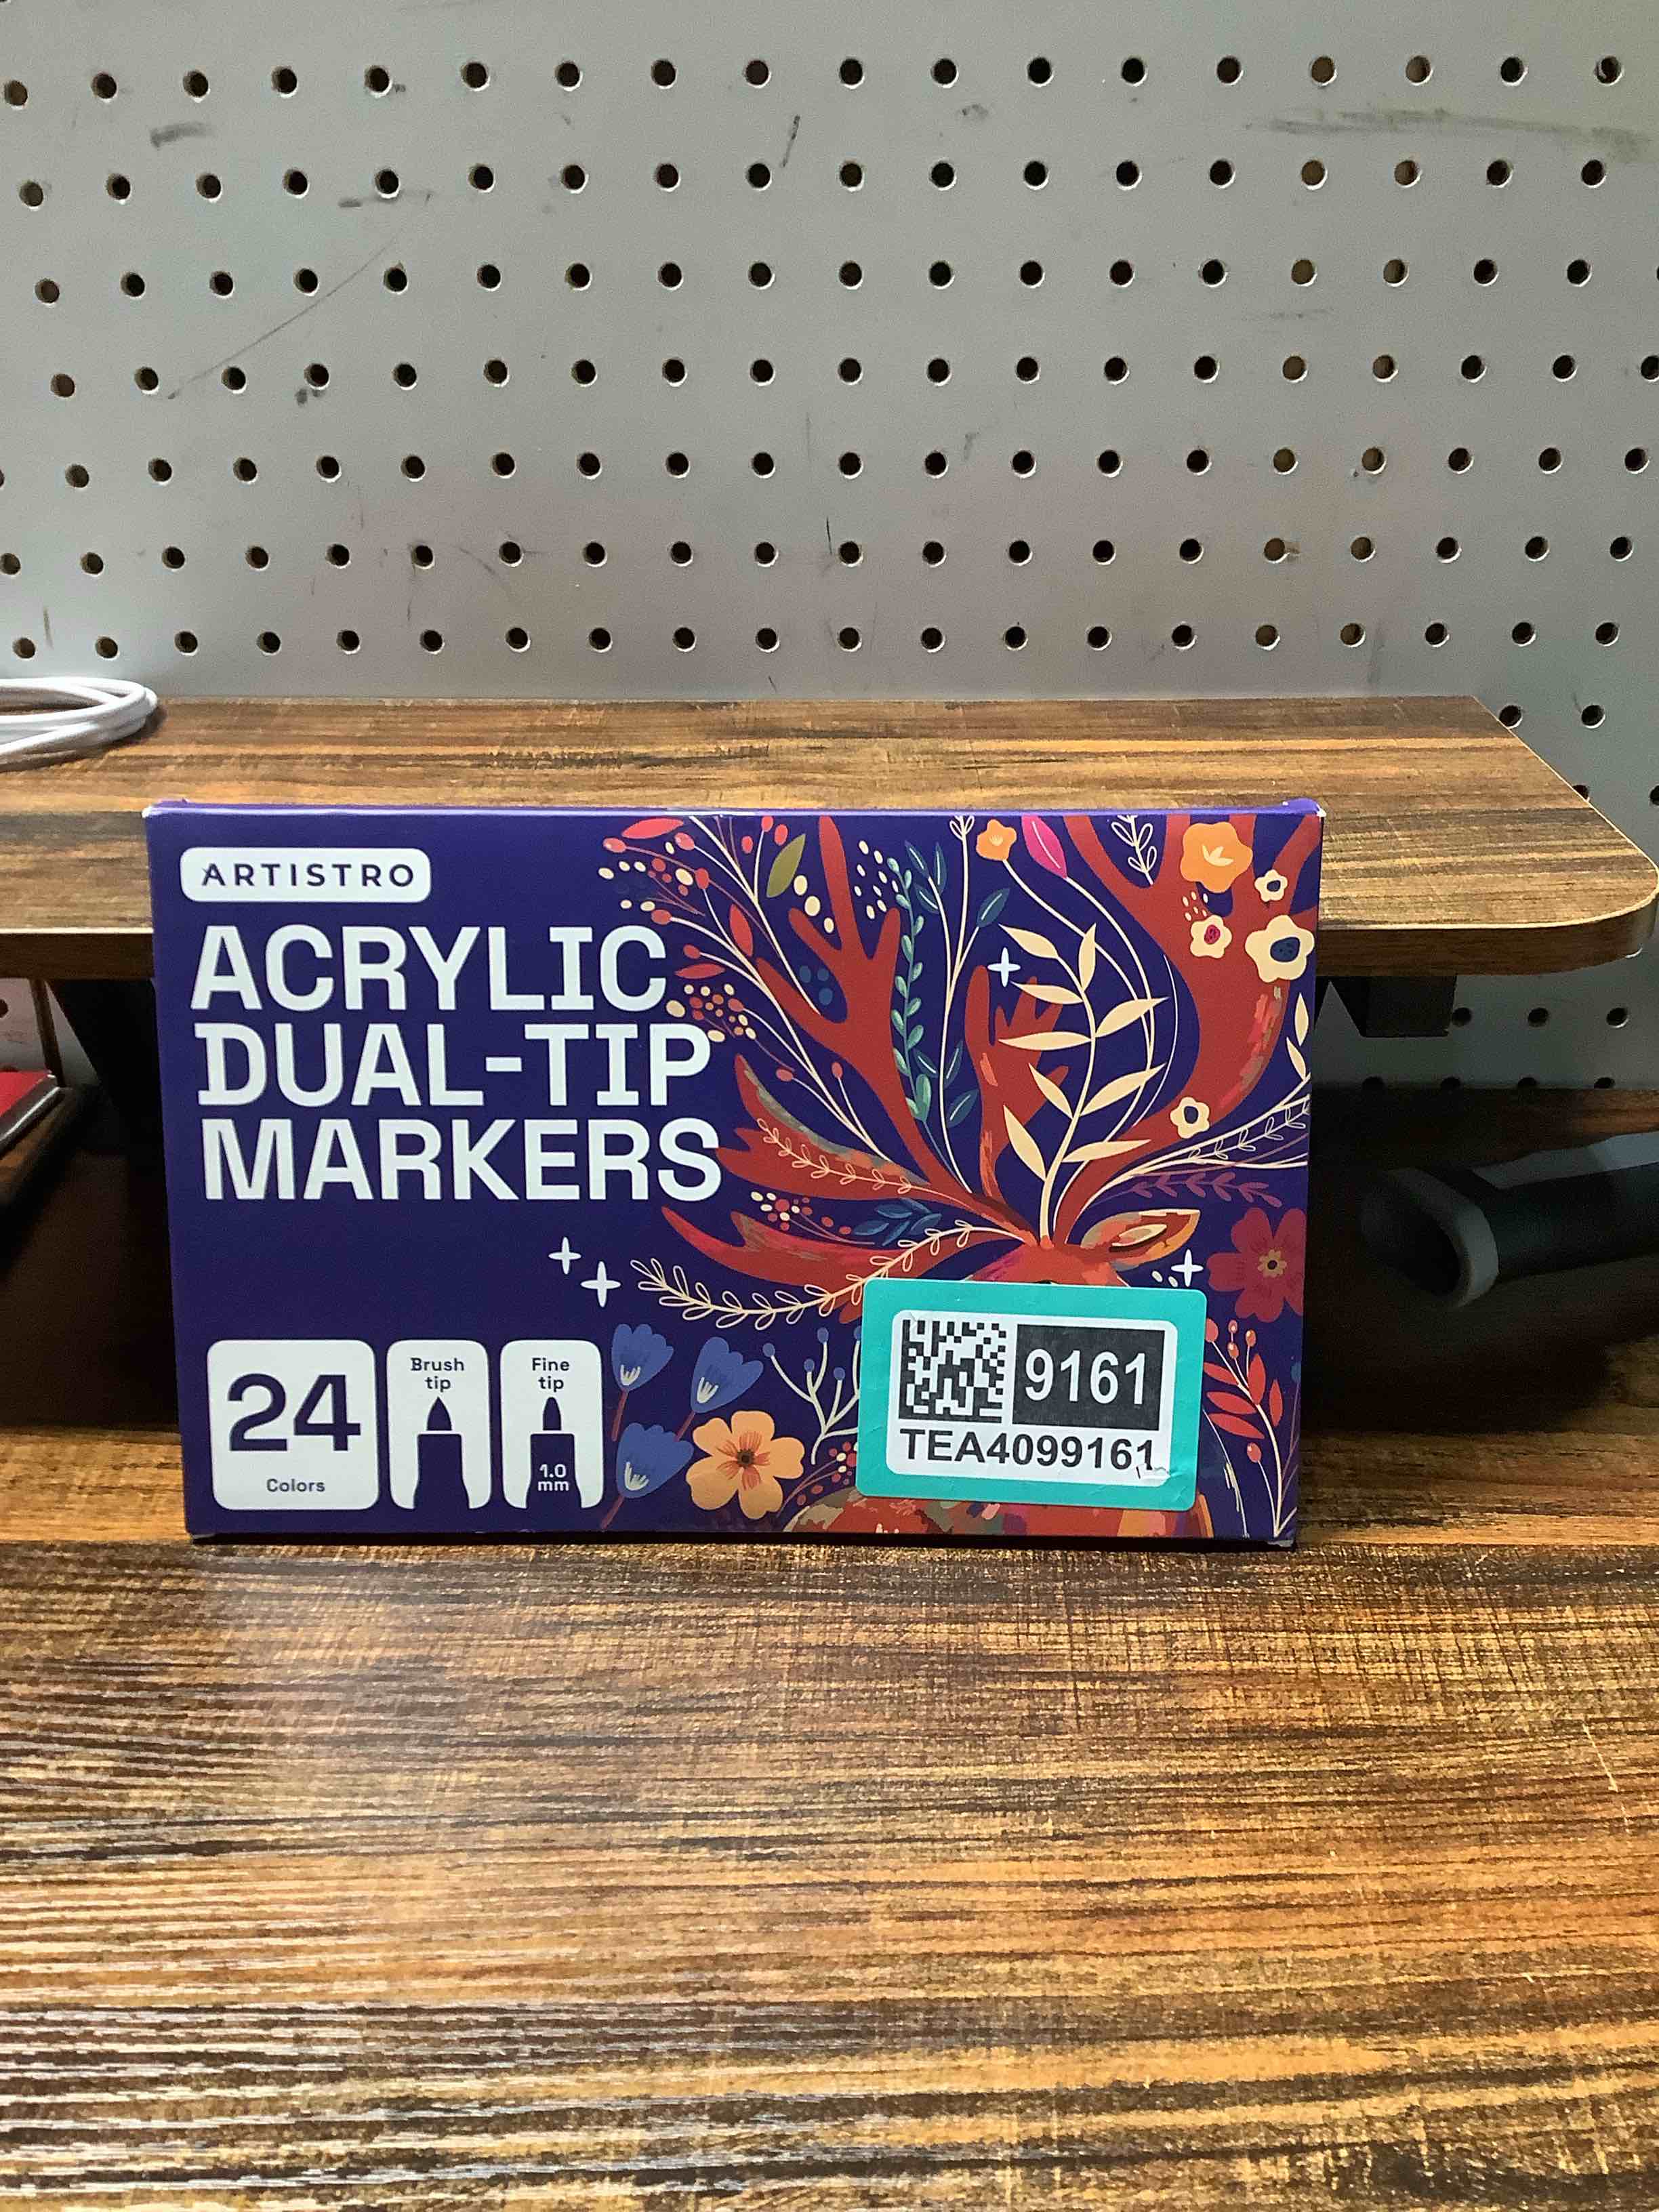 ARTISTRO
ACRYLIC
DUAL-TIP
MARKERS
24
Colors
Brush
tip
Fine
tip
1.0
mm
9161
TEA4099161